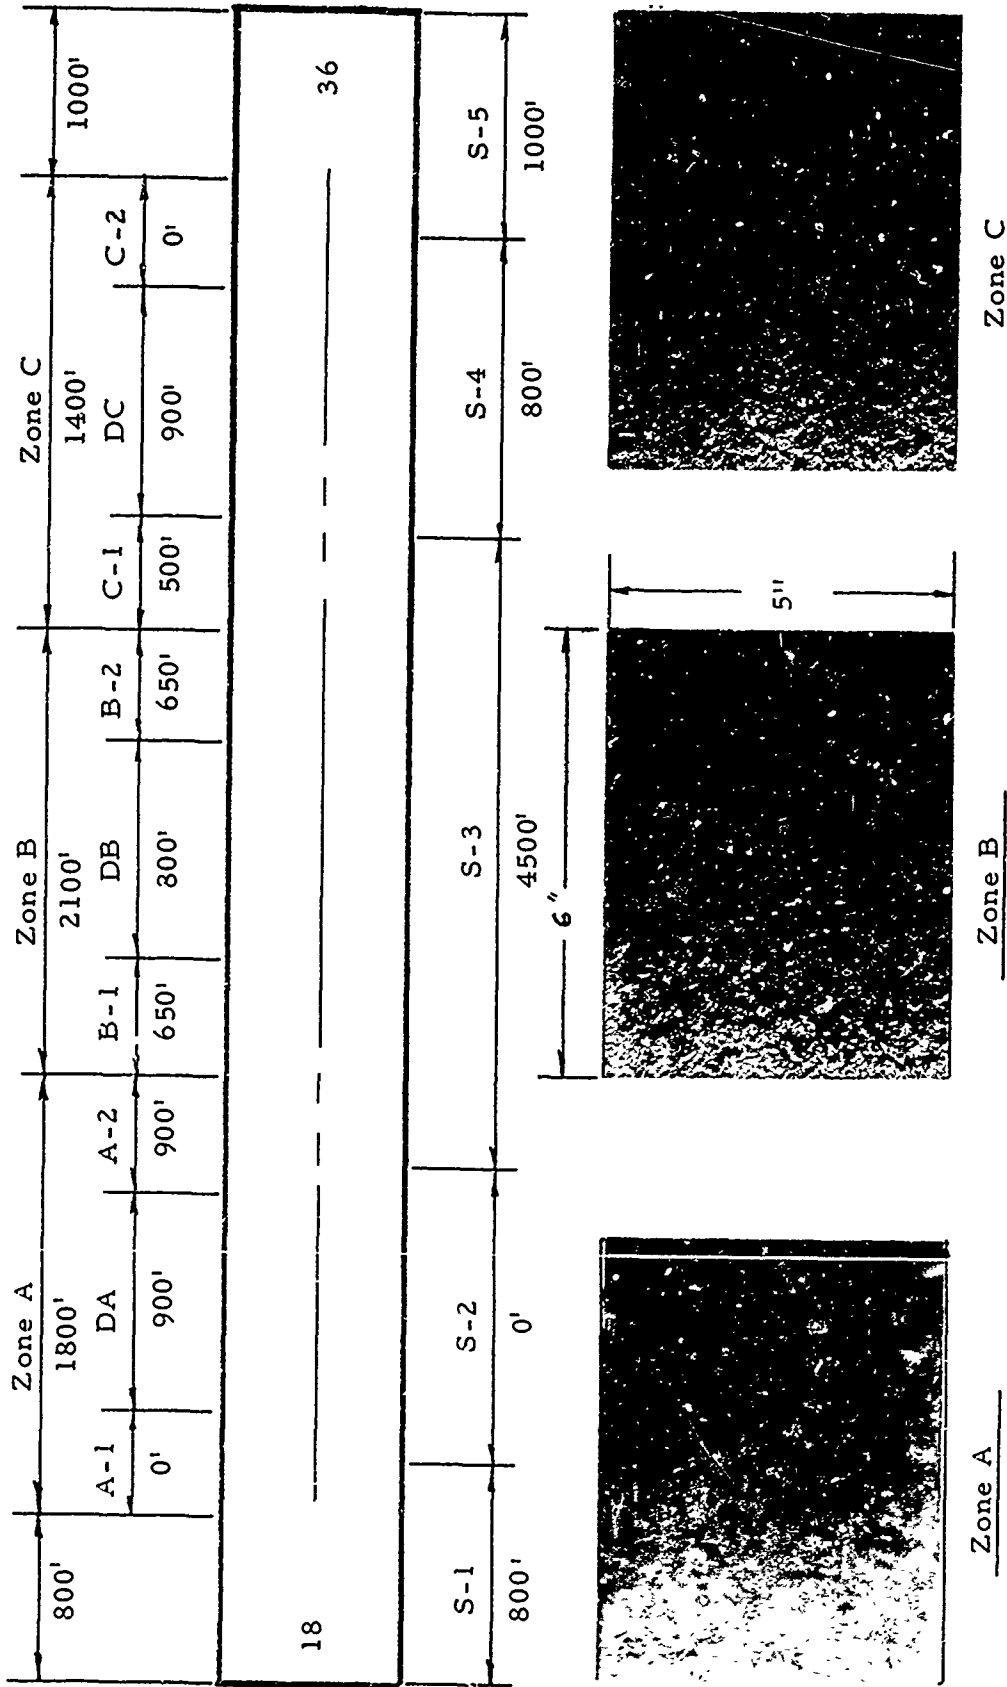 Zone A
Zone B
Zone C
800'
1800'
2100'
1400'
1000'
A-1
DA
A-2
B-1
DB
B-2
C-1
DC
C-2
0'
900'
900'
650'
800'
650'
500'
900'
0'
18
36
S-1
S-2
S-3
S-4
S-5
800'
0'
4500'
800'
1000'
6"
5"
Zone A
Zone B
Zone C